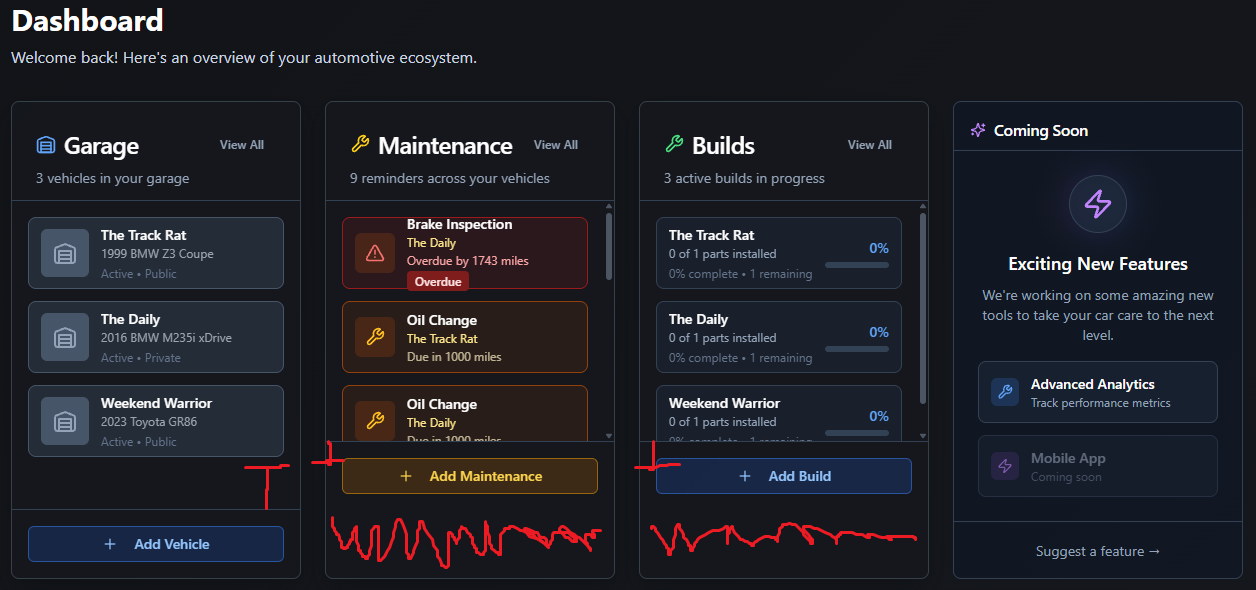 Dashboard
Welcome back! Here's an overview of your automotive ecosystem.
Garage
View All
3 vehicles in your garage
The Track Rat
1999 BMW Z3 Coupe
Active • Public
The Daily
2016 BMW M235i xDrive
Active • Private
Weekend Warrior
2023 Toyota GR86
Active • Public
+ Add Vehicle
Maintenance
View All
9 reminders across your vehicles
Brake Inspection
The Daily
Overdue by 1743 miles
Overdue
Oil Change
The Track Rat
Due in 1000 miles
Oil Change
The Daily
Due in 1000 miles
+ Add Maintenance
Builds
View All
3 active builds in progress
The Track Rat
0%
0 of 1 parts installed
0% complete • 1 remaining
The Daily
0%
0 of 1 parts installed
0% complete • 1 remaining
Weekend Warrior
0%
0 of 1 parts installed
0% complete • 1 remaining
+ Add Build
Coming Soon
Exciting New Features
We're working on some amazing new
tools to take your car care to the next
level.
Advanced Analytics
Track performance metrics
Mobile App
Coming soon
Suggest a feature →